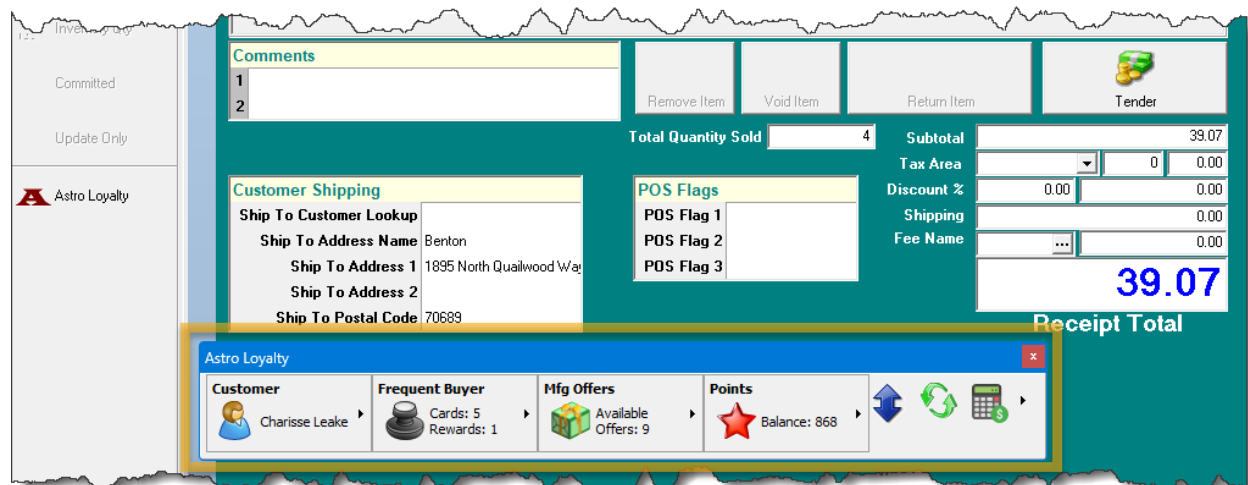 Inventory Qty
Committed
Update Only
Astro Loyalty
Comments
1
2
Remove Item
Void Item
Return Item
Tender
Total Quantity Sold 4
Subtotal 39.07
Tax Area 0 0.00
Discount % 0.00 0.00
Shipping 0.00
Fee Name ... 0.00
39.07
Receipt Total
Customer Shipping
Ship To Customer Lookup
Ship To Address Name Benton
Ship To Address 1 1895 North Quailwood Way
Ship To Address 2
Ship To Postal Code 70689
POS Flags
POS Flag 1
POS Flag 2
POS Flag 3
Astro Loyalty x
Customer
Charisse Leake
Frequent Buyer
Cards: 5
Rewards: 1
Mfg Offers
Available
Offers: 9
Points
Balance: 868